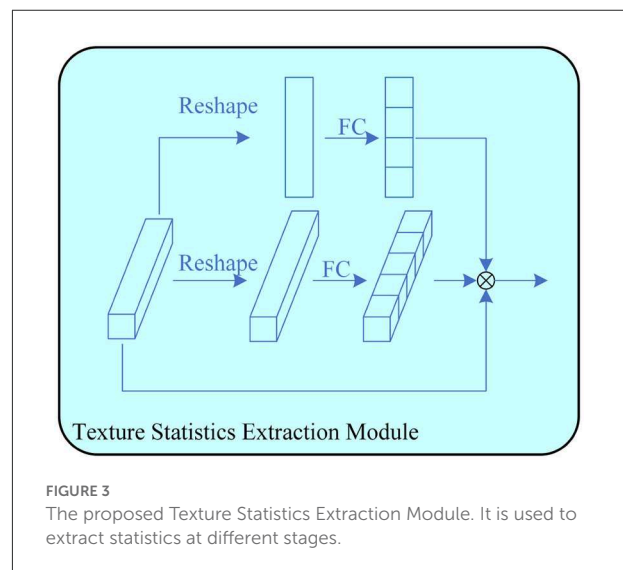 Reshape
FC
Reshape
FC
Texture Statistics Extraction Module
FIGURE 3
The proposed Texture Statistics Extraction Module. It is used to
extract statistics at different stages.